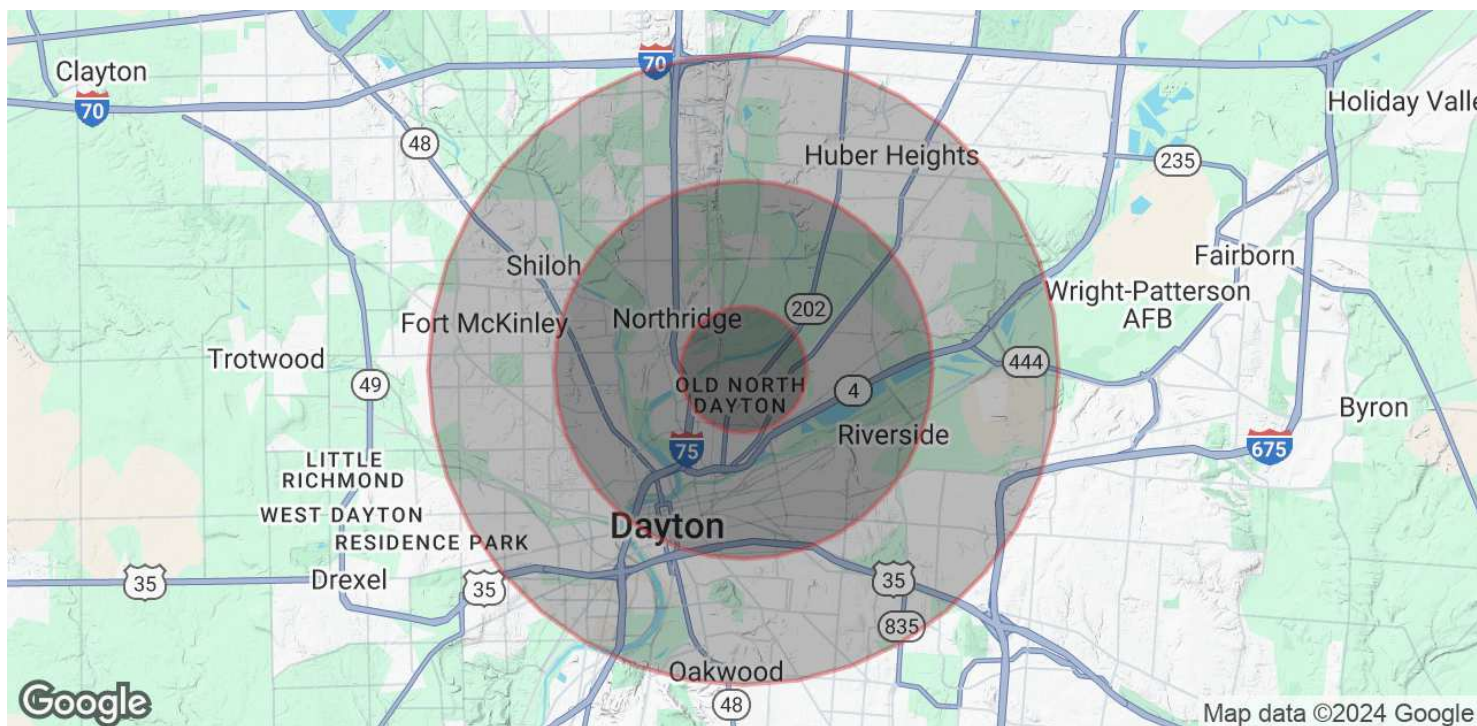 Clayton
70
70
Holiday Valle
48
Huber Heights
235
Shiloh
Fairborn
Wright-Patterson
AFB
202
Northridge
Fort McKinley
Trotwood
49
444
OLD NORTH
DAYTON
4
Byron
Riverside
75
675
LITTLE
RICHMOND
WEST DAYTON
Dayton
RESIDENCE PARK
35
Drexel
35
35
835
Oakwood
48
Google
Map data ©2024 Google